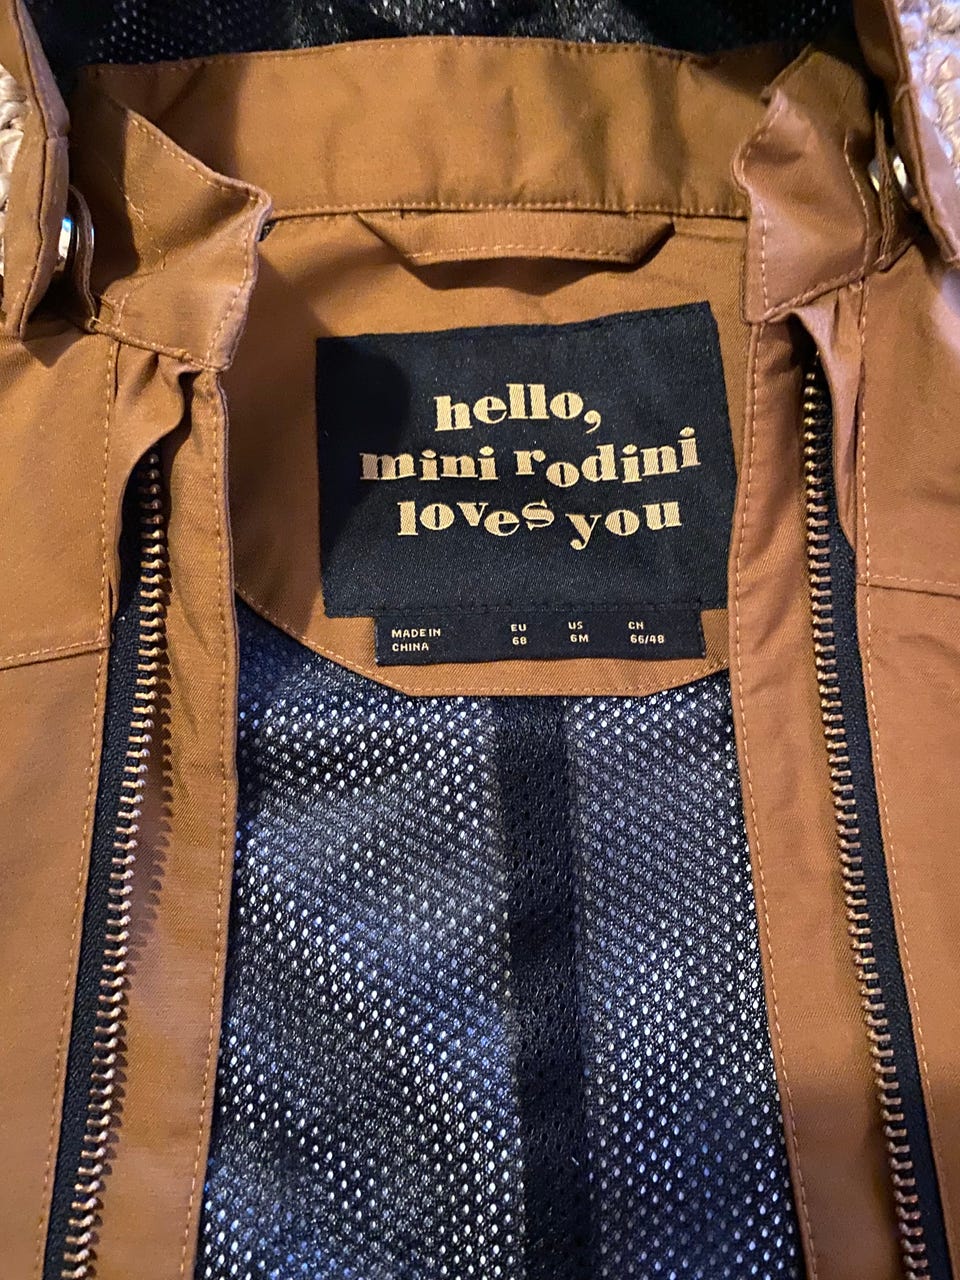 hello,
mini rodini
loves you
MADE IN EU US CN
CHINA 68 6M 66/48